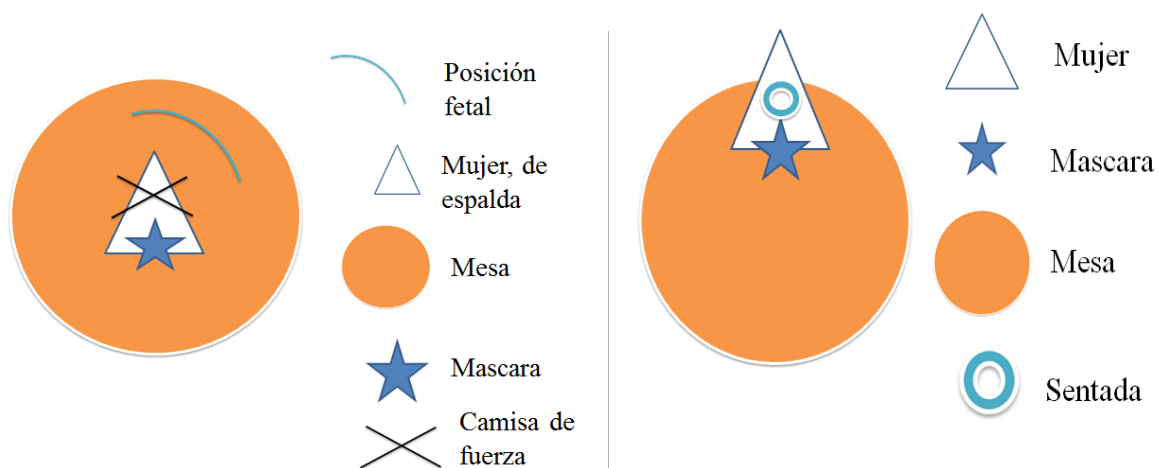 Posición
fetal
Mujer, de
espalda
Mesa
Mascara
Camisa de
fuerza
Mujer
Mascara
Mesa
Sentada